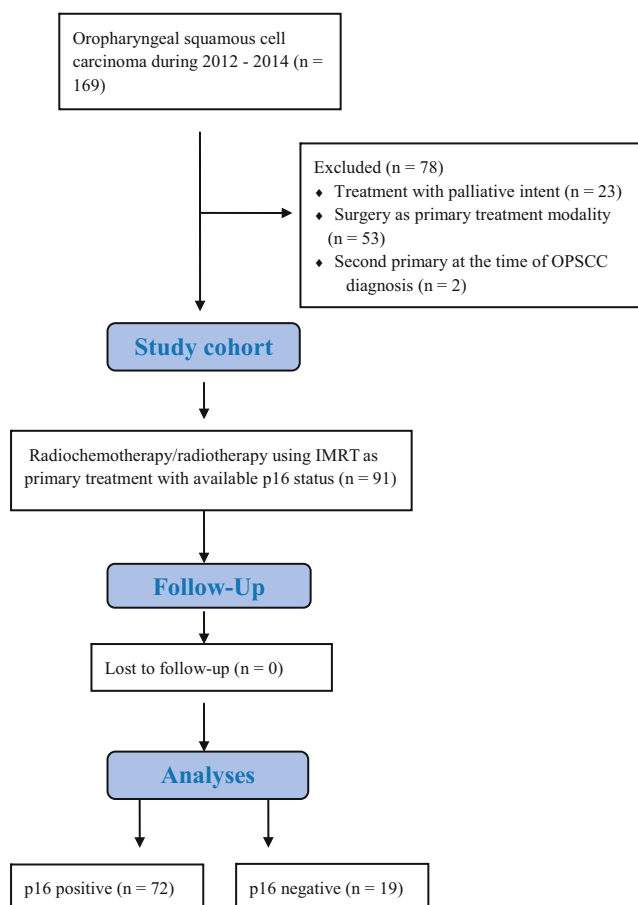 Oropharyngeal squamous cell
carcinoma during 2012 - 2014 (n =
169)
Excluded (n = 78)
♦ Treatment with palliative intent (n = 23)
♦ Surgery as primary treatment modality
(n = 53)
♦ Second primary at the time of OPSCC
diagnosis (n = 2)
Study cohort
Radiochemotherapy/radiotherapy using IMRT as
primary treatment with available p16 status (n = 91)
Follow-Up
Lost to follow-up (n = 0)
Analyses
p16 positive (n = 72)
p16 negative (n = 19)